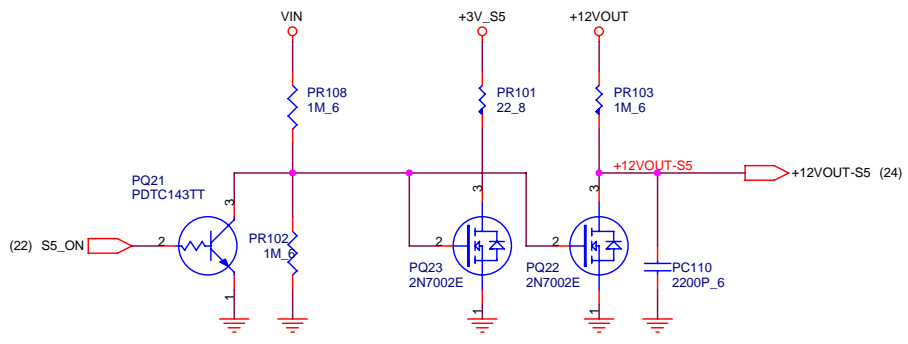 VIN
+3V_S5
+12VOUT
PR108
1M_6
PR101
22_8
PR103
1M_6
+12VOUT-S5
+12VOUT-S5 (24)
PQ21
PDTC143TT
3
3
3
(22) S5_ON
2
PR102
1M_6
2
2
PQ23
2N7002E
PQ22
2N7002E
PC110
2200P_6
1
1
1